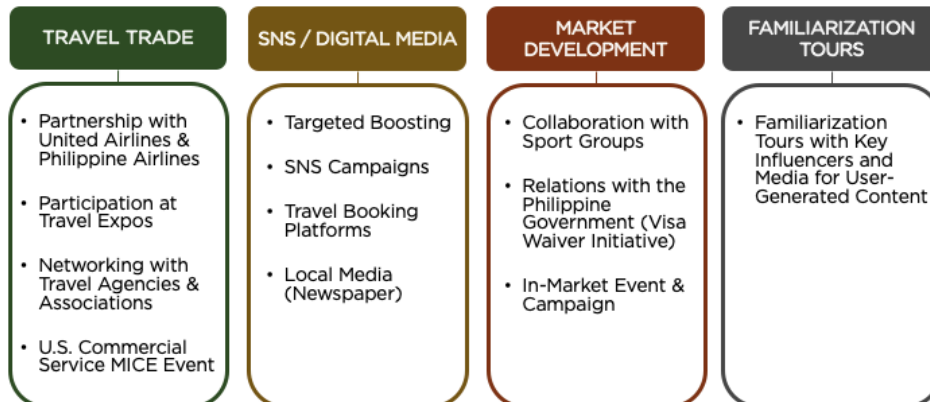 TRAVEL TRADE
• Partnership with
United Airlines &
Philippine Airlines
• Participation at
Travel Expos
• Networking with
Travel Agencies &
Associations
• U.S. Commercial
Service MICE Event
SNS / DIGITAL MEDIA
• Targeted Boosting
• SNS Campaigns
• Travel Booking
Platforms
• Local Media
(Newspaper)
MARKET
DEVELOPMENT
• Collaboration with
Sport Groups
• Relations with the
Philippine
Government (Visa
Waiver Initiative)
• In-Market Event &
Campaign
FAMILIARIZATION
TOURS
• Familiarization
Tours with Key
Influencers and
Media for User-
Generated Content